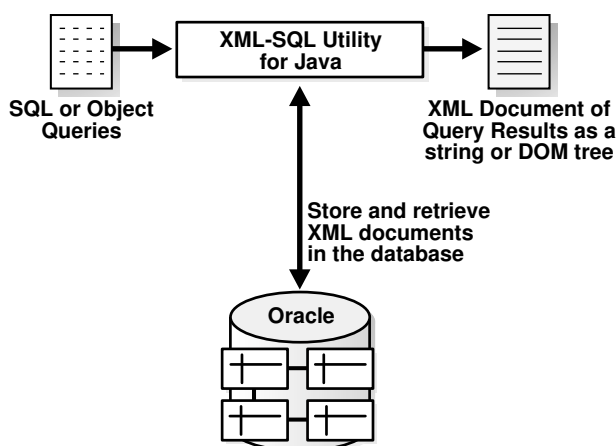 XML-SQL Utility
for Java
SQL or Object
Queries
XML Document of
Query Results as a
string or DOM tree
Store and retrieve
XML documents
in the database
Oracle